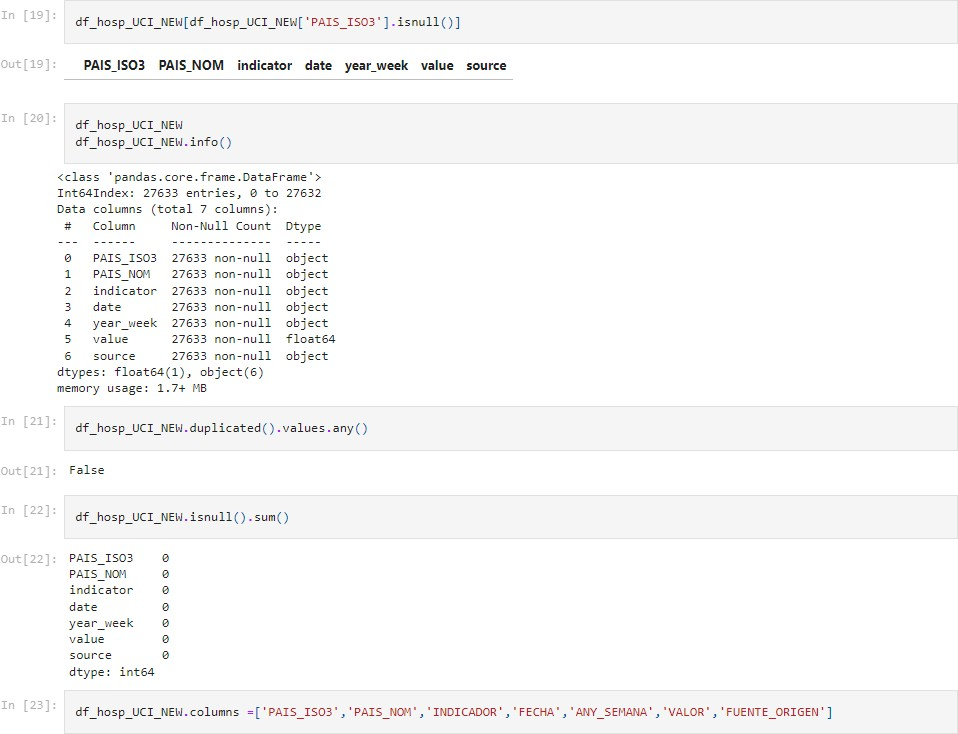 In [19]:
df_hosp_UCI_NEW[df_hosp_UCI_NEW['PAIS_ISO3'].isnull()]
Out[19]:
PAIS_ISO3 PAIS_NOM indicator date year_week value source
In [20]:
df_hosp_UCI_NEW
df_hosp_UCI_NEW.info()
<class 'pandas.core.frame.DataFrame'>
Int64Index: 27633 entries, 0 to 27632
Data columns (total 7 columns):
# Column Non-Null Count Dtype
--- ------ -------------- -----
0 PAIS_ISO3 27633 non-null object
1 PAIS_NOM 27633 non-null object
2 indicator 27633 non-null object
3 date 27633 non-null object
4 year_week 27633 non-null object
5 value 27633 non-null float64
6 source 27633 non-null object
dtypes: float64(1), object(6)
memory usage: 1.7+ MB
In [21]:
df_hosp_UCI_NEW.duplicated().values.any()
Out[21]:
False
In [22]:
df_hosp_UCI_NEW.isnull().sum()
Out[22]:
PAIS_ISO3 0
PAIS_NOM 0
indicator 0
date 0
year_week 0
value 0
source 0
dtype: int64
In [23]:
df_hosp_UCI_NEW.columns =['PAIS_ISO3','PAIS_NOM','INDICADOR','FECHA','ANY_SEMANA','VALOR','FUENTE_ORIGEN']